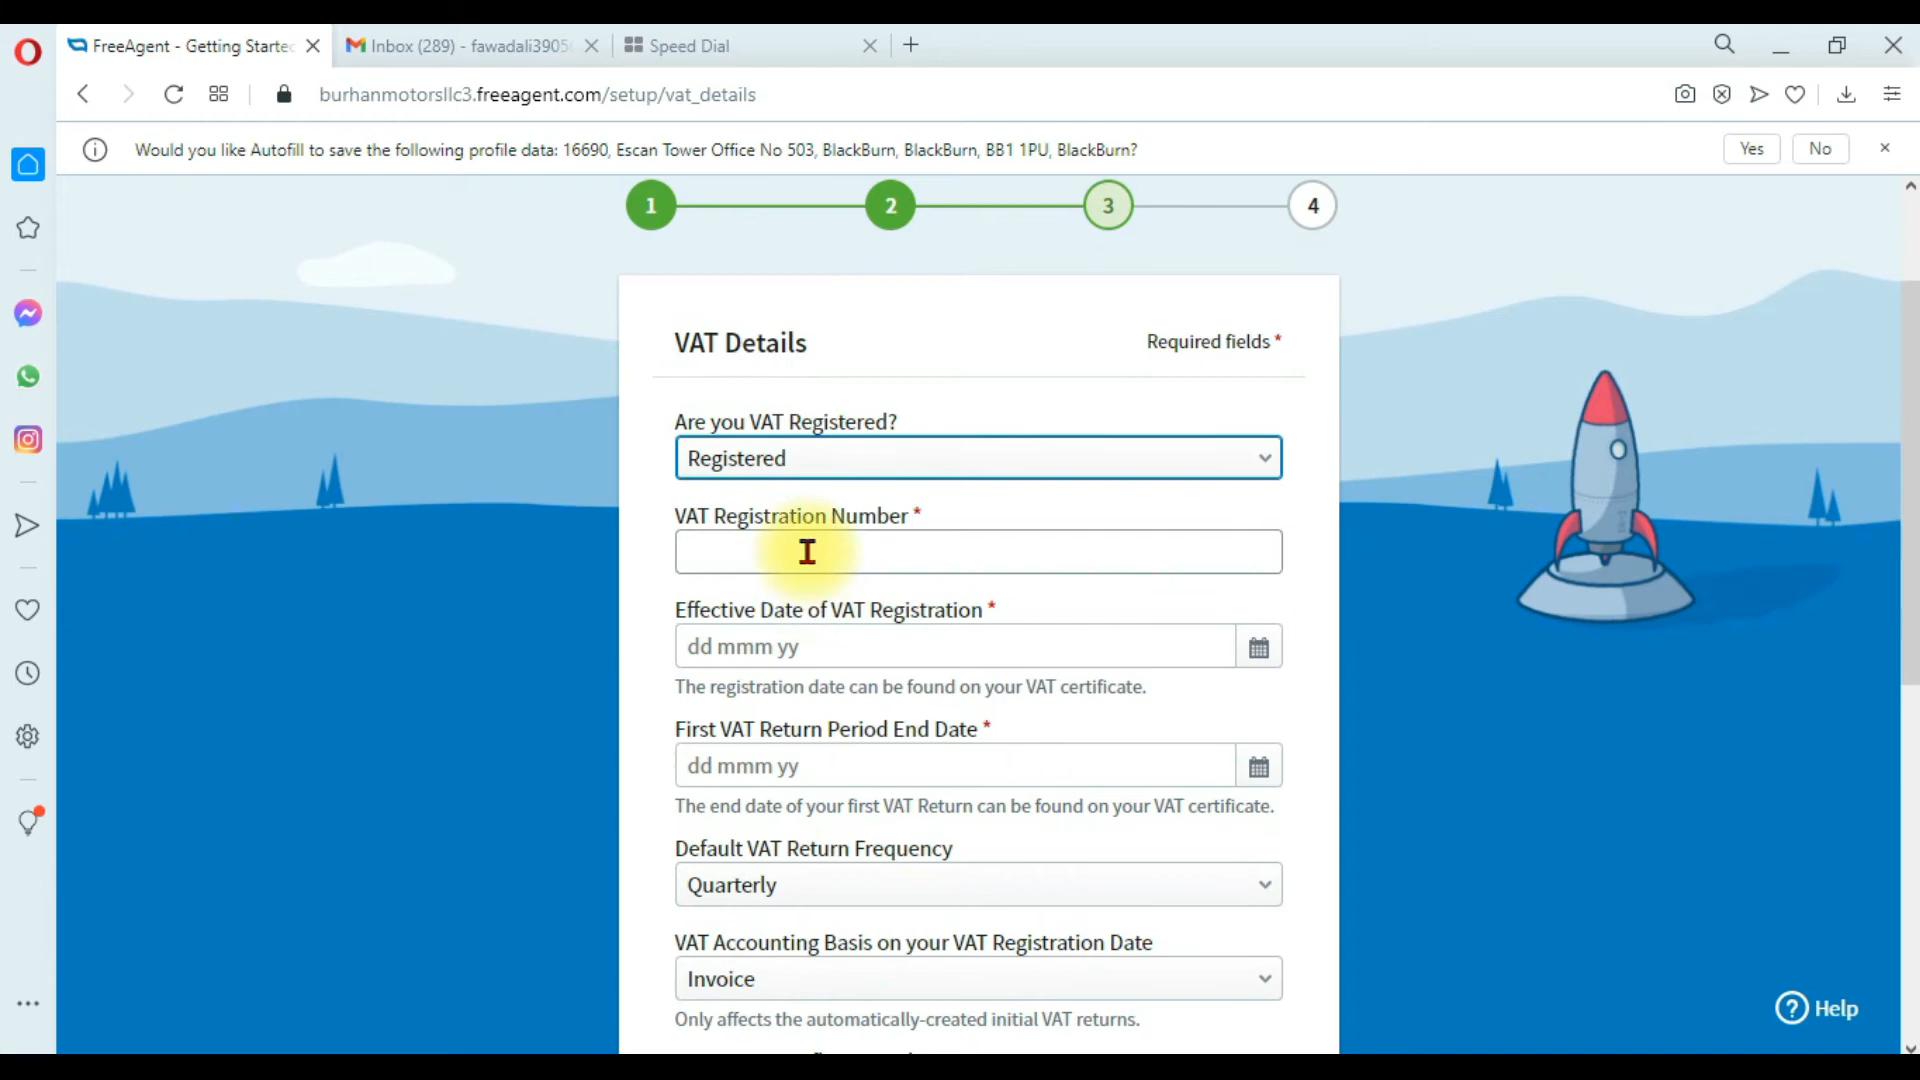 FreeAgent - Getting Starte
Inbox (289) - fawadali3905
Speed Dial
burhanmotorsllc3.freeagent.com/setup/vat_details
Would you like Autofill to save the following profile data: 16690, Escan Tower Office No 503, BlackBurn, BlackBurn, BB1 1PU, BlackBurn?
Yes
No
1
2
3
4
VAT Details
Required fields *
Are you VAT Registered?
Registered
VAT Registration Number *
Effective Date of VAT Registration *
dd mmm yy
The registration date can be found on your VAT certificate.
First VAT Return Period End Date *
dd mmm yy
The end date of your first VAT Return can be found on your VAT certificate.
Default VAT Return Frequency
Quarterly
VAT Accounting Basis on your VAT Registration Date
Invoice
Only affects the automatically-created initial VAT returns.
? Help